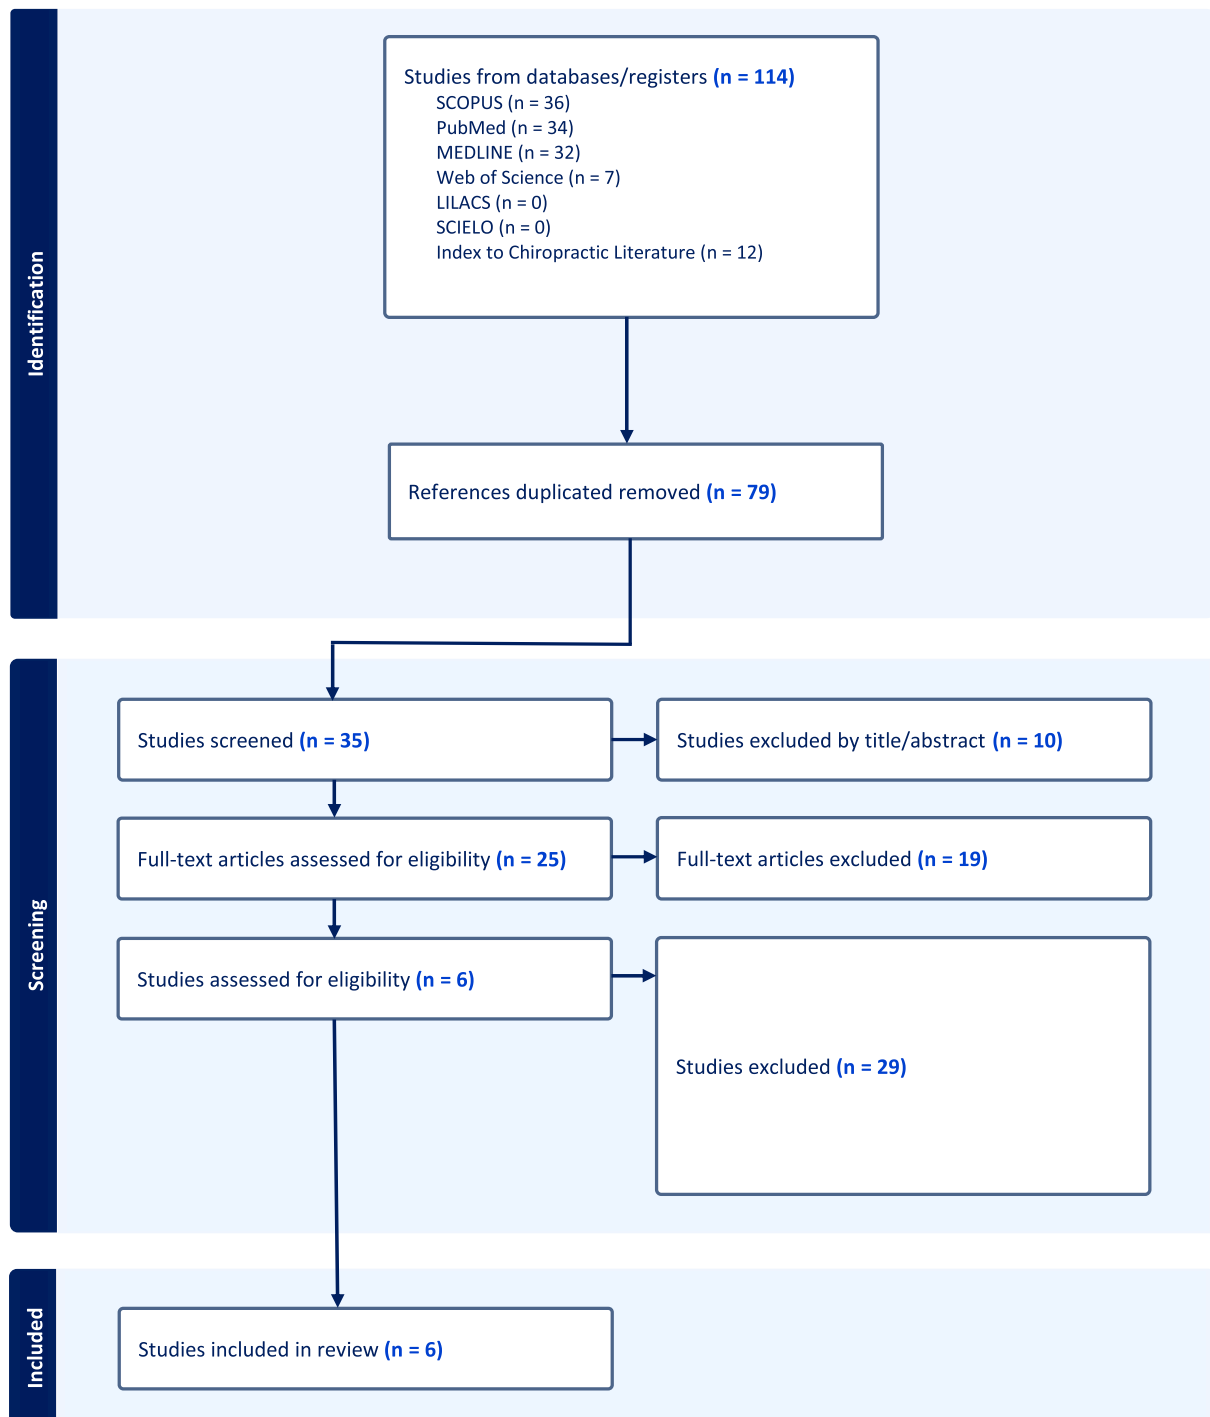 Identification
Studies from databases/registers (n = 114)
SCOPUS (n = 36)
PubMed (n = 34)
MEDLINE (n = 32)
Web of Science (n = 7)
LILACS (n = 0)
SCIELO (n = 0)
Index to Chiropractic Literature (n = 12)
References duplicated removed (n = 79)
Screening
Studies screened (n = 35)
Studies excluded by title/abstract (n = 10)
Full-text articles assessed for eligibility (n = 25)
Full-text articles excluded (n = 19)
Studies assessed for eligibility (n = 6)
Studies excluded (n = 29)
Included
Studies included in review (n = 6)